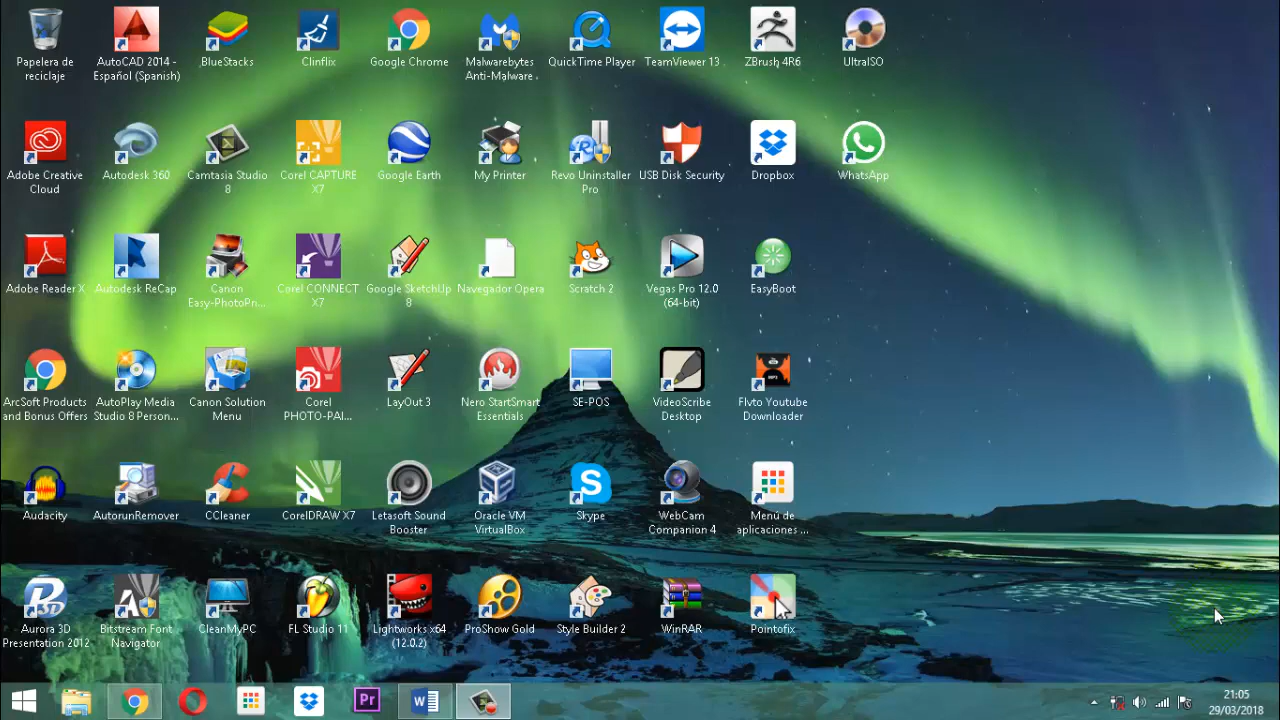 Papelera de
reciclaje
AutoCAD 2014 -
Español (Spanish)
BlueStacks
Clinflix
Google Chrome
Malwarebytes
Anti-Malware
QuickTime Player
TeamViewer 13
ZBrush 4R6
UltraISO
Adobe Creative
Cloud
Autodesk 360
Camtasia Studio
8
Corel CAPTURE
X7
Google Earth
My Printer
Revo Uninstaller
Pro
USB Disk Security
Dropbox
WhatsApp
Adobe Reader X
Autodesk ReCap
Canon
Easy-PhotoPri...
Corel CONNECT
X7
Google SketchUp
8
Navegador Opera
Scratch 2
Vegas Pro 12.0
(64-bit)
EasyBoot
ArcSoft Products
and Bonus Offers
AutoPlay Media
Studio 8 Person...
Canon Solution
Menu
Corel
PHOTO-PAI...
LayOut 3
Nero StartSmart
Essentials
SE-POS
VideoScribe
Desktop
Flvto Youtube
Downloader
Audacity
AutorunRemover
CCleaner
CorelDRAW X7
Letasoft Sound
Booster
Oracle VM
VirtualBox
Skype
WebCam
Companion 4
Menú de
aplicaciones ...
Aurora 3D
Presentation 2012
Bitstream Font
Navigator
CleanMyPC
FL Studio 11
Lightworks x64
(12.0.2)
ProShow Gold
Style Builder 2
WinRAR
Pointofix
Pr
21:05
29/03/2018